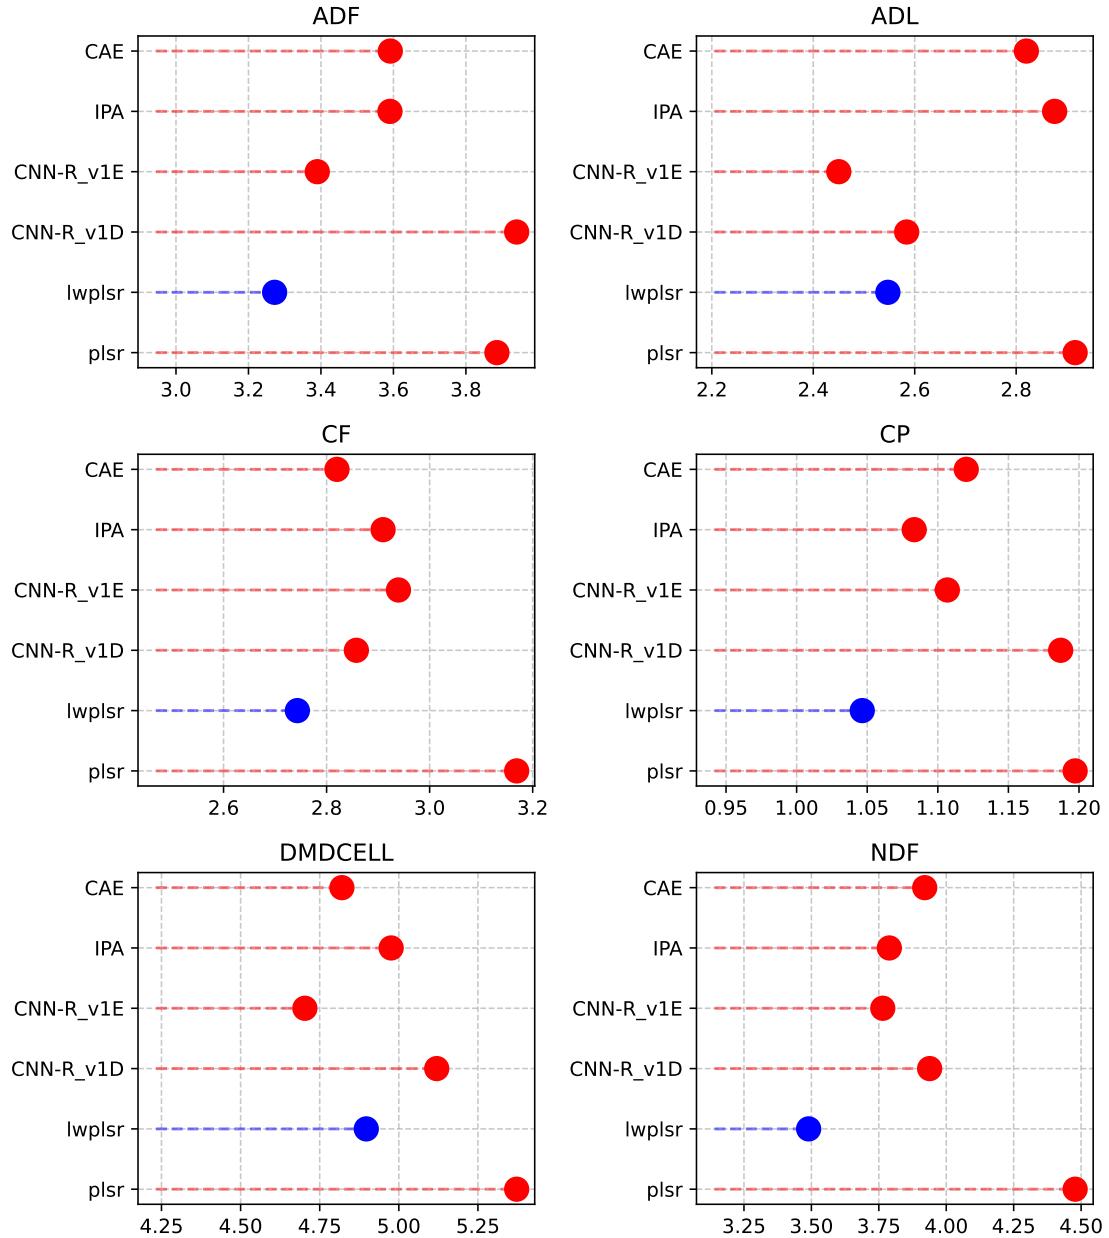 ADF
CAE
IPA
CNN-R_v1E
CNN-R_v1D
lwplsr
plsr
3.0 3.2 3.4 3.6 3.8
ADL
CAE
IPA
CNN-R_v1E
CNN-R_v1D
lwplsr
plsr
2.2 2.4 2.6 2.8
CF
CAE
IPA
CNN-R_v1E
CNN-R_v1D
lwplsr
plsr
2.6 2.8 3.0 3.2
CP
CAE
IPA
CNN-R_v1E
CNN-R_v1D
lwplsr
plsr
0.95 1.00 1.05 1.10 1.15 1.20
DMDCELL
CAE
IPA
CNN-R_v1E
CNN-R_v1D
lwplsr
plsr
4.25 4.50 4.75 5.00 5.25
NDF
CAE
IPA
CNN-R_v1E
CNN-R_v1D
lwplsr
plsr
3.25 3.50 3.75 4.00 4.25 4.50